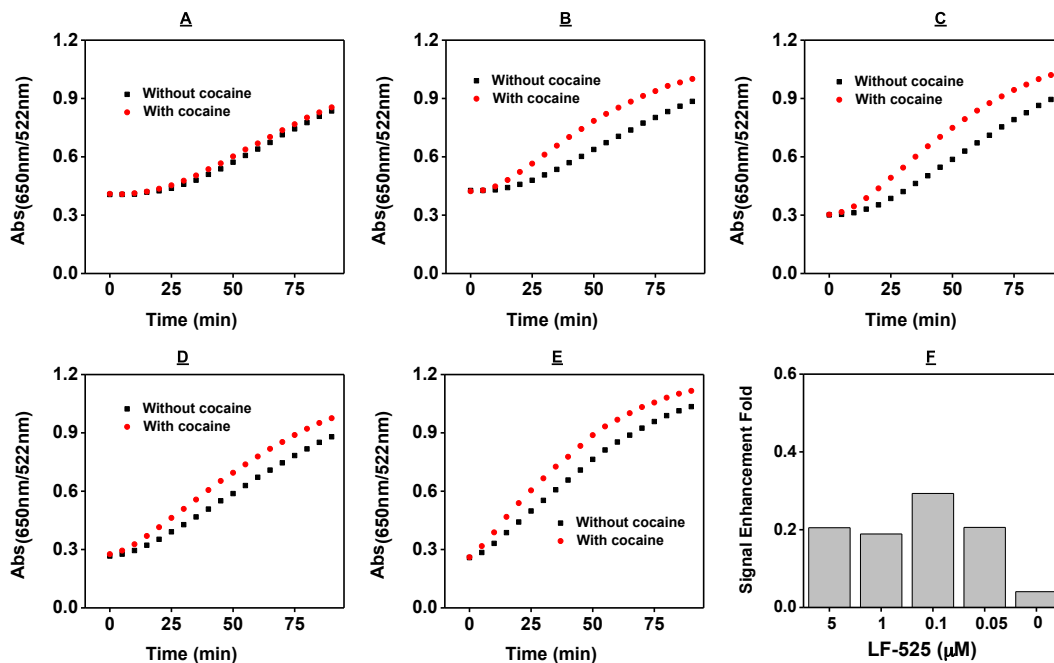 A
1.2
0.9
0.6
0.3
0.0
Abs(650nm/522nm)
Without cocaine
With cocaine
0 25 50 75
Time (min)
B
1.2
0.9
0.6
0.3
0.0
Abs(650nm/522nm)
Without cocaine
With cocaine
0 25 50 75
Time (min)
C
1.2
0.9
0.6
0.3
0.0
Abs(650nm/522nm)
Without cocaine
With cocaine
0 25 50 75
Time (min)
D
1.2
0.9
0.6
0.3
0.0
Abs(650nm/522nm)
Without cocaine
With cocaine
0 25 50 75
Time (min)
E
1.2
0.9
0.6
0.3
0.0
Abs(650nm/522nm)
Without cocaine
With cocaine
0 25 50 75
Time (min)
F
0.6
0.4
0.2
0.0
Signal Enhancement Fold
5 1 0.1 0.05 0
LF-525 (μM)